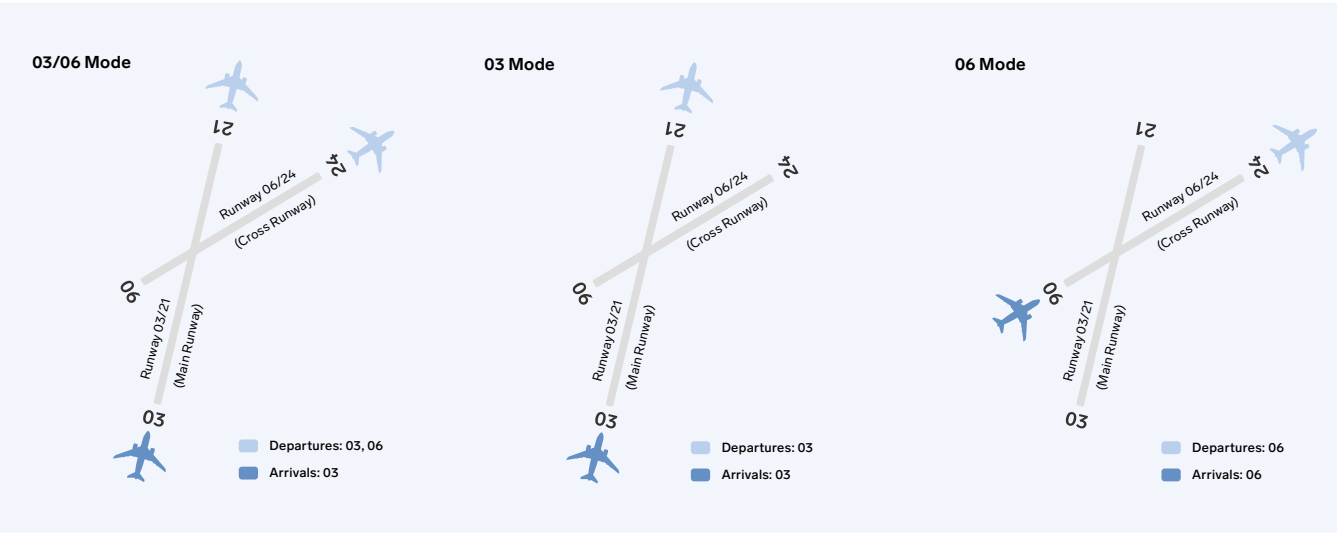 03/06 Mode
21
24
Runway 06/24
(Cross Runway)
06
Runway 03/21
(Main Runway)
03
Departures: 03, 06
Arrivals: 03
03 Mode
21
24
Runway 06/24
(Cross Runway)
06
Runway 03/21
(Main Runway)
03
Departures: 03
Arrivals: 03
06 Mode
21
24
Runway 06/24
(Cross Runway)
06
Runway 03/21
(Main Runway)
03
Departures: 06
Arrivals: 06